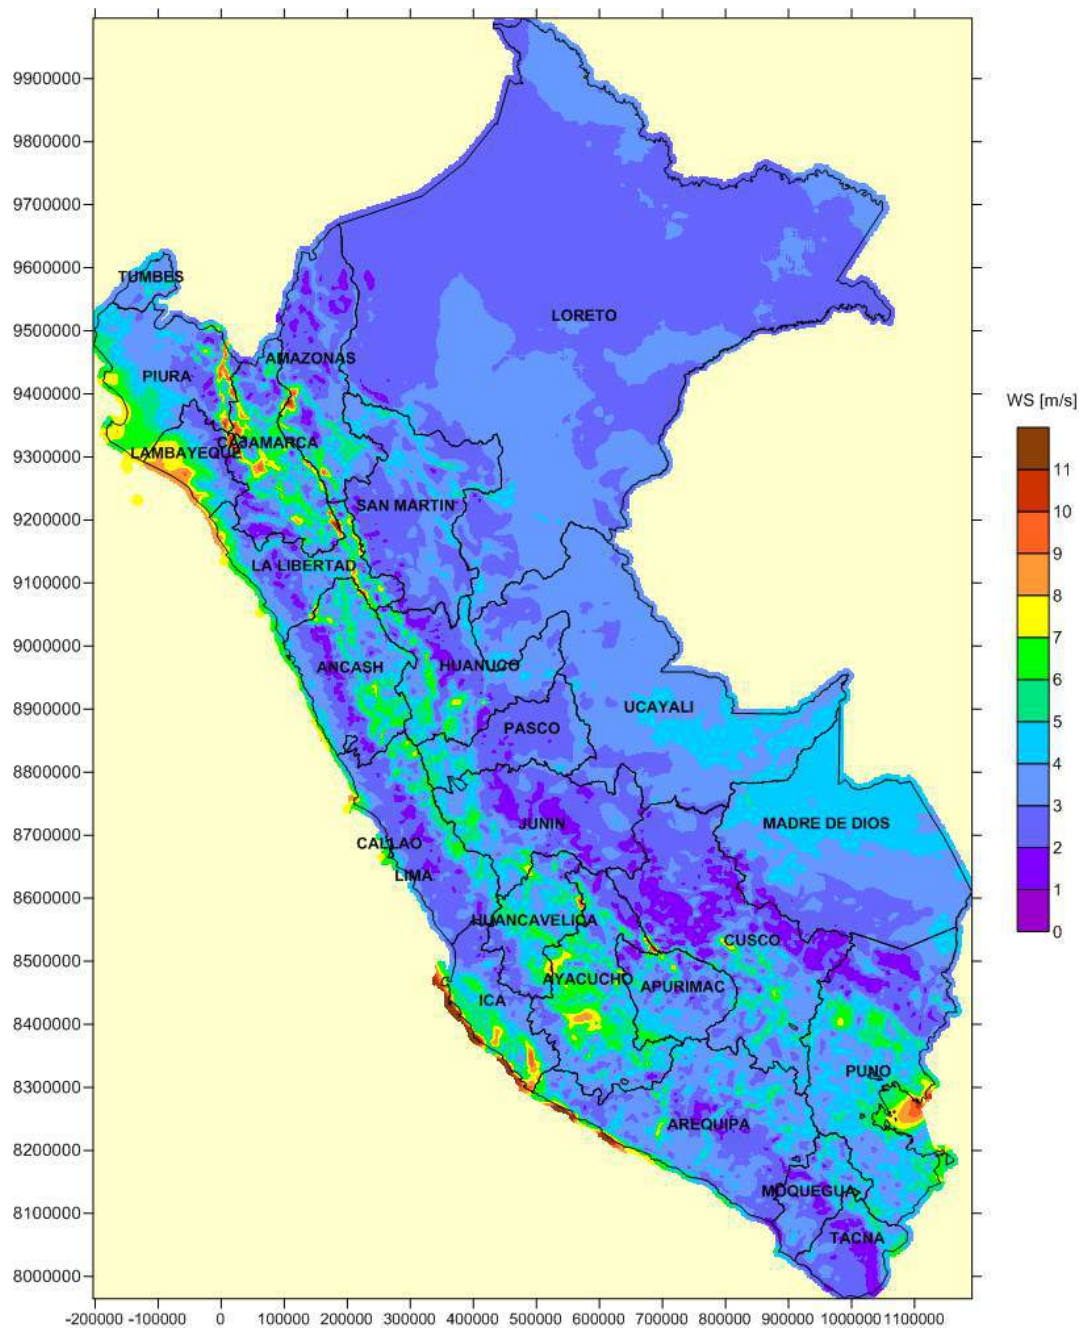 9900000
9800000
9700000
9600000
TUMBES
LORETO
9500000
AMAZONAS
PIURA
9400000
WS [m/s]
CAJAMARCA
LAMBAYEQUE
9300000
11
SAN MARTIN
10
9200000
9
LA LIBERTAD
9100000
8
7
9000000
ANCASH
HUANUCO
6
UCAYALI
8900000
PASCO
5
4
8800000
MADRE DE DIOS
JUNIN
3
8700000
CALLAO
2
LIMA
1
8600000
HUANCAVELICA
0
CUSCO
8500000
AYACUCHO
APURIMAC
ICA
8400000
PUNO
8300000
AREQUIPA
8200000
MOQUEGUA
8100000
TACNA
8000000
-200000 -100000 0 100000 200000 300000 400000 500000 600000 700000 800000 900000 1000000 1100000